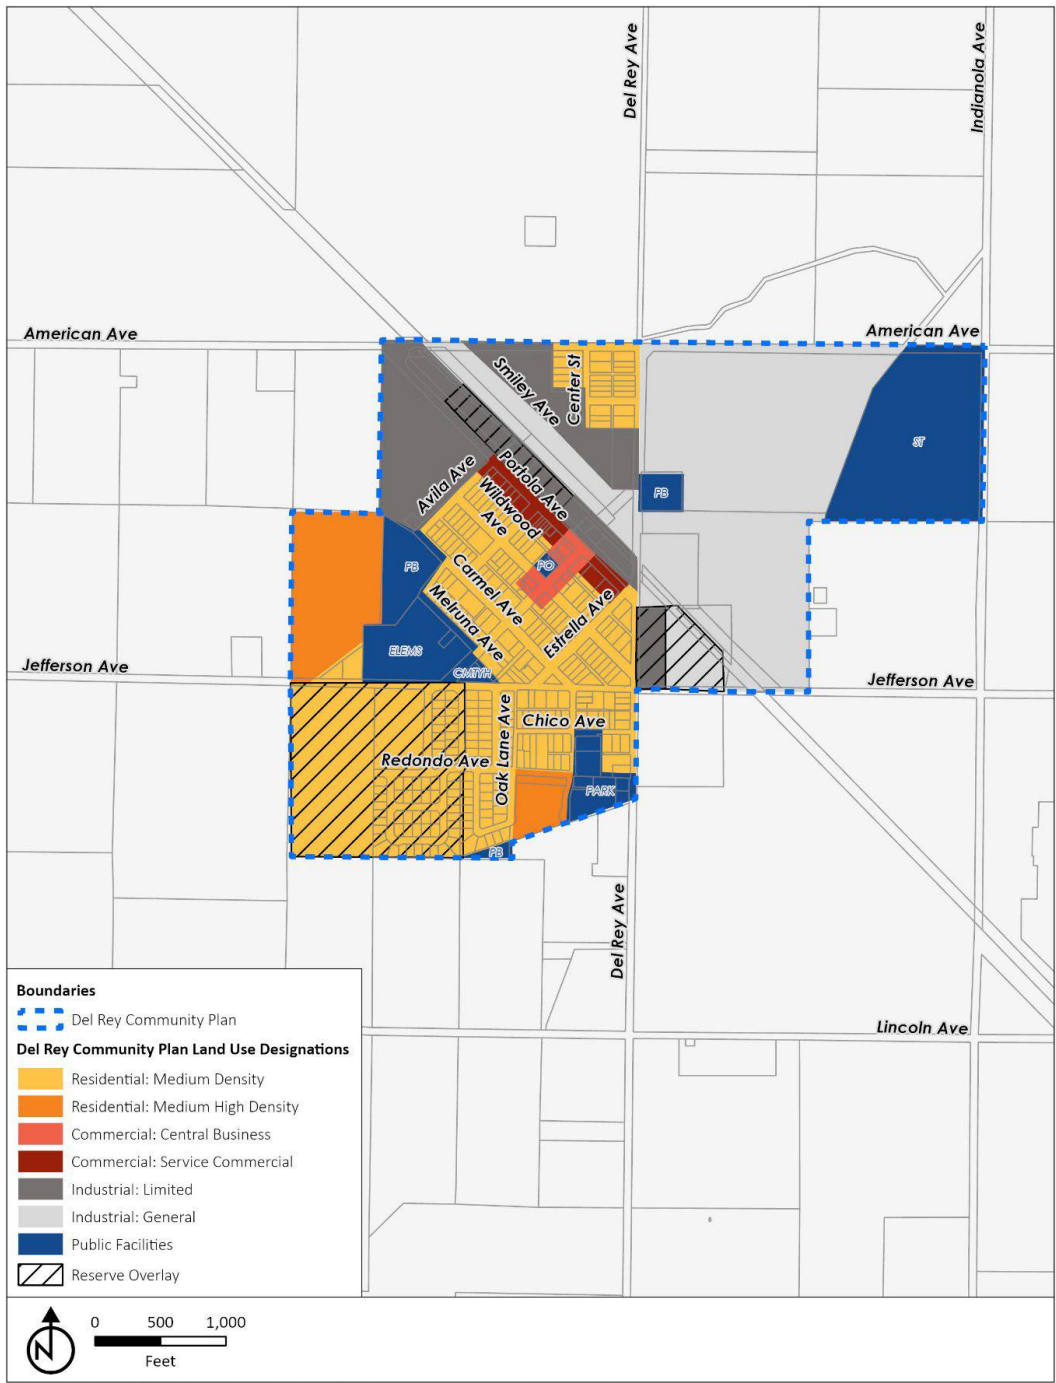 Del Rey Ave
Indianola Ave
American Ave
American Ave
Smiley Ave
Center St
ST
Portola Ave
Avila Ave
Wildwood
Ave
PB
PB
PO
Carmel Ave
Melruna Ave
Estrella Ave
ELEMS
CMTYH
Jefferson Ave
Jefferson Ave
Oak Lane Ave
Chico Ave
Redondo Ave
PARK
PB
Del Rey Ave
Lincoln Ave
Boundaries
Del Rey Community Plan
Del Rey Community Plan Land Use Designations
Residential: Medium Density
Residential: Medium High Density
Commercial: Central Business
Commercial: Service Commercial
Industrial: Limited
Industrial: General
Public Facilities
Reserve Overlay
N
0 500 1,000
Feet